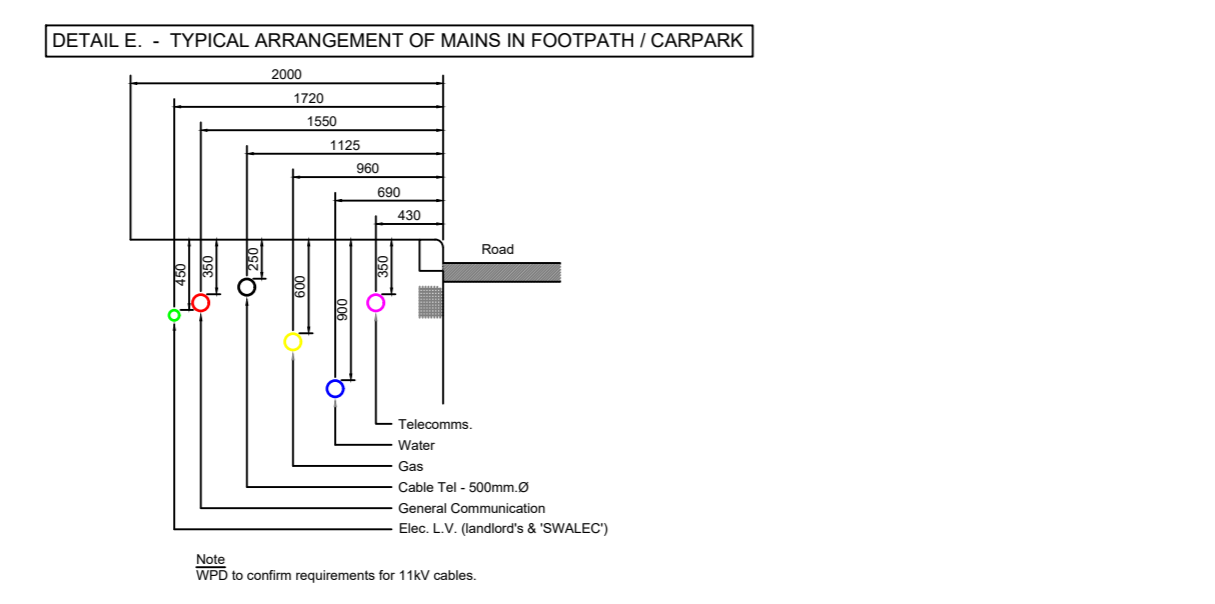 DETAIL E. - TYPICAL ARRANGEMENT OF MAINS IN FOOTPATH / CARPARK
2000
1720
1550
1125
960
690
430
Road
450
350
250
600
900
350
Telecomms.
Water
Gas
Cable Tel - 500mm.Ø
General Communication
Elec. L.V. (landlord's & 'SWALEC')
Note
WPD to confirm requirements for 11kV cables.